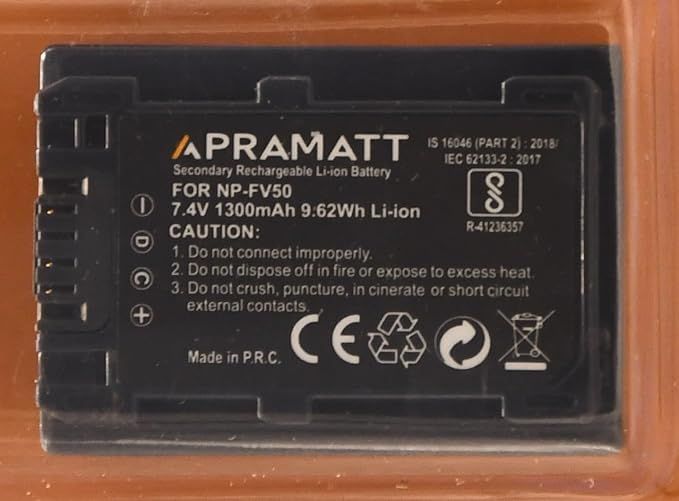 APRAMATT
Secondary Rechargeable Li-ion Battery
FOR NP-FV50
7.4V 1300mAh 9.62Wh Li-ion
IS 16046 (PART 2) : 2018/
IEC 62133-2 : 2017
R-41236357
CAUTION:
1. Do not connect improperly.
2. Do not dispose off in fire or expose to excess heat.
3. Do not crush, puncture, in cinerate or short circuit
external contacts.
Made in P.R.C.
CE
−
D
C
+